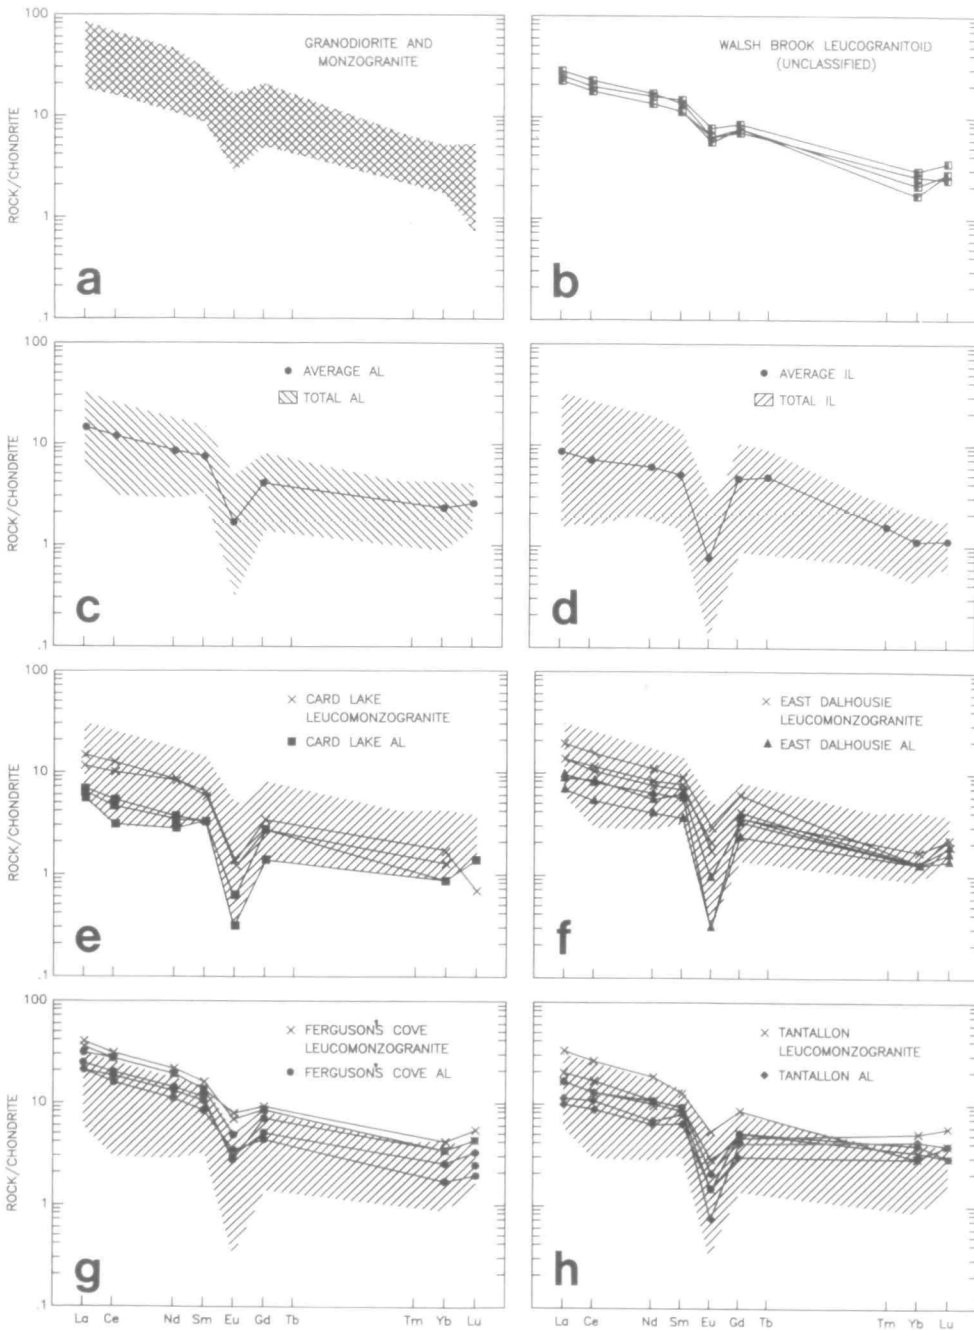 100
10
1
.1
ROCK/CHONDRITE
GRANODIORITE AND
MONZOGRANITE
a
WALSH BROOK LEUCOGRANITOID
(UNCLASSIFIED)
b
100
10
1
.1
ROCK/CHONDRITE
AVERAGE AL
TOTAL AL
c
AVERAGE IL
TOTAL IL
d
100
10
1
.1
ROCK/CHONDRITE
CARD LAKE
LEUCOMONZOGRANITE
CARD LAKE AL
e
EAST DALHOUSIE
LEUCOMONZOGRANITE
EAST DALHOUSIE AL
f
100
10
1
.1
ROCK/CHONDRITE
FERGUSON'S COVE
LEUCOMONZOGRANITE
FERGUSON'S COVE AL
g
TANTALLON
LEUCOMONZOGRANITE
TANTALLON AL
h
La Ce Nd Sm Eu Gd Tb Tm Yb Lu
La Ce Nd Sm Eu Gd Tb Tm Yb Lu